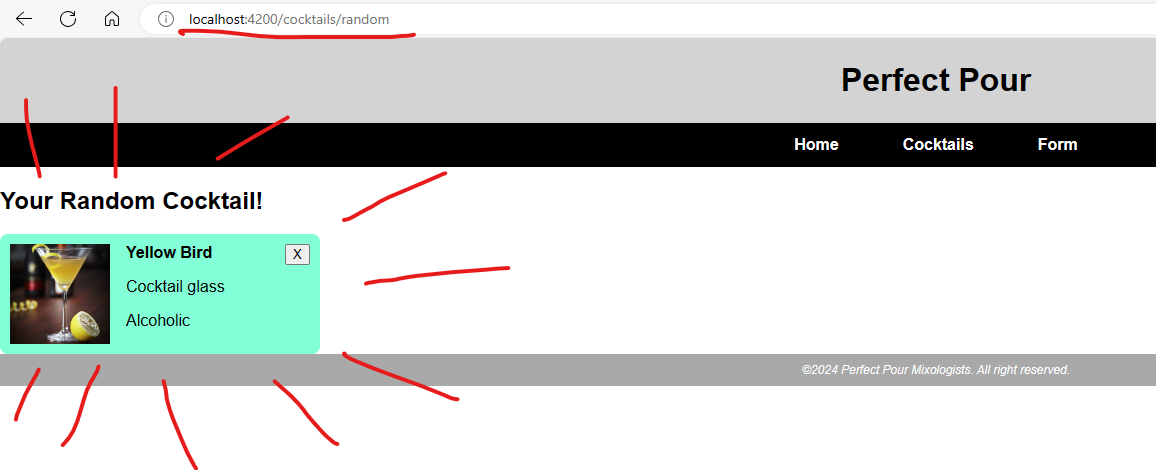 localhost:4200/cocktails/random
Perfect Pour
Home Cocktails Form
Your Random Cocktail!
Yellow Bird X
Cocktail glass
Alcoholic
©2024 Perfect Pour Mixologists. All right reserved.